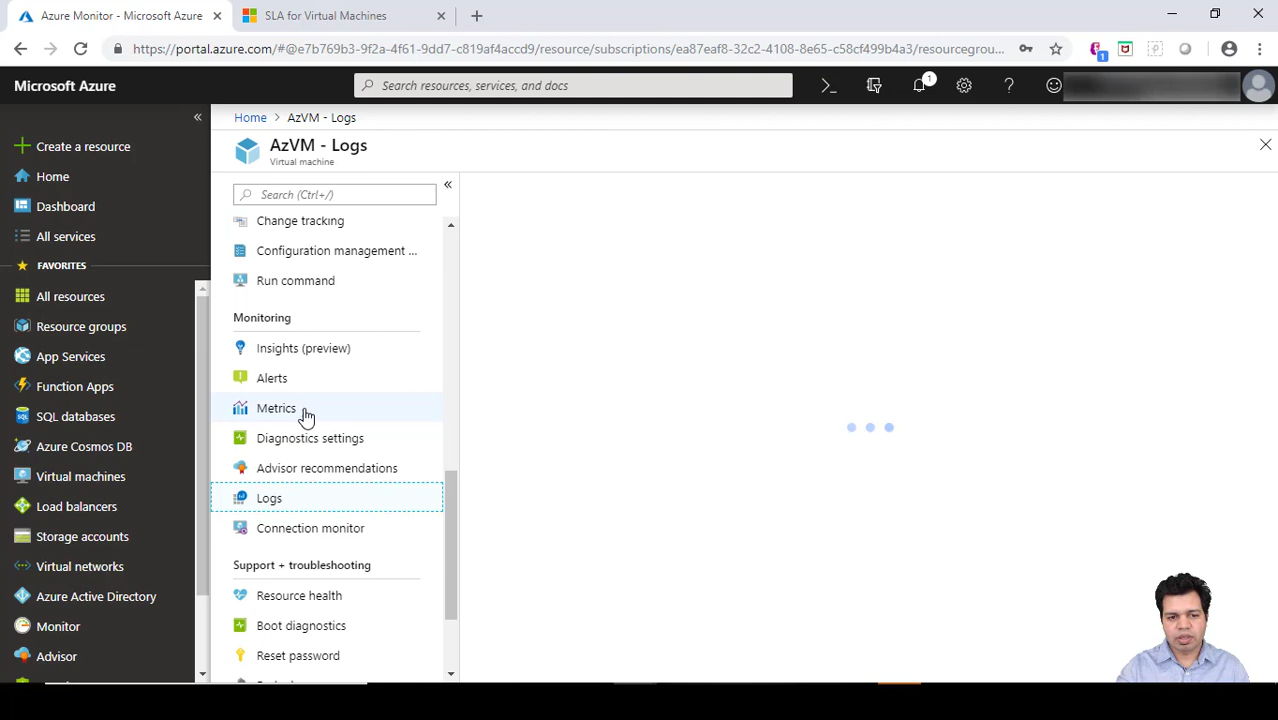 Azure Monitor - Microsoft Azure
SLA for Virtual Machines
https://portal.azure.com/#@e7b769b3-9f2a-4f61-9dd7-c819af4accd9/resource/subscriptions/ea87eaf8-32c2-4108-8e65-c58cf499b4a3/resourcegrou...
1
Microsoft Azure
Search resources, services, and docs
1
Create a resource
Home
Dashboard
All services
FAVORITES
All resources
Resource groups
App Services
Function Apps
SQL databases
Azure Cosmos DB
Virtual machines
Load balancers
Storage accounts
Virtual networks
Azure Active Directory
Monitor
Advisor
Home > AzVM - Logs
AzVM - Logs
Virtual machine
Search (Ctrl+/)
Change tracking
Configuration management ...
Run command
Monitoring
Insights (preview)
Alerts
Metrics
Diagnostics settings
Advisor recommendations
Logs
Connection monitor
Support + troubleshooting
Resource health
Boot diagnostics
Reset password